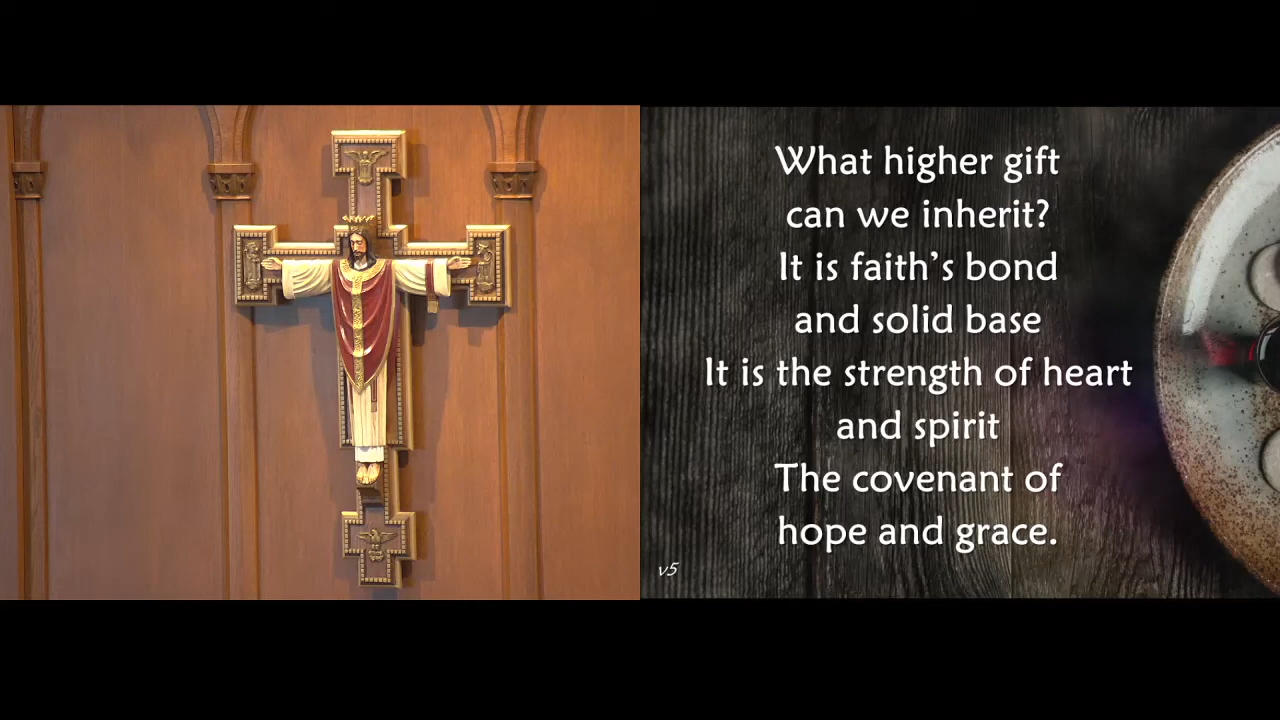 What higher gift
can we inherit?
It is faith’s bond
and solid base
It is the strength of heart
and spirit
The covenant of
hope and grace.
v5